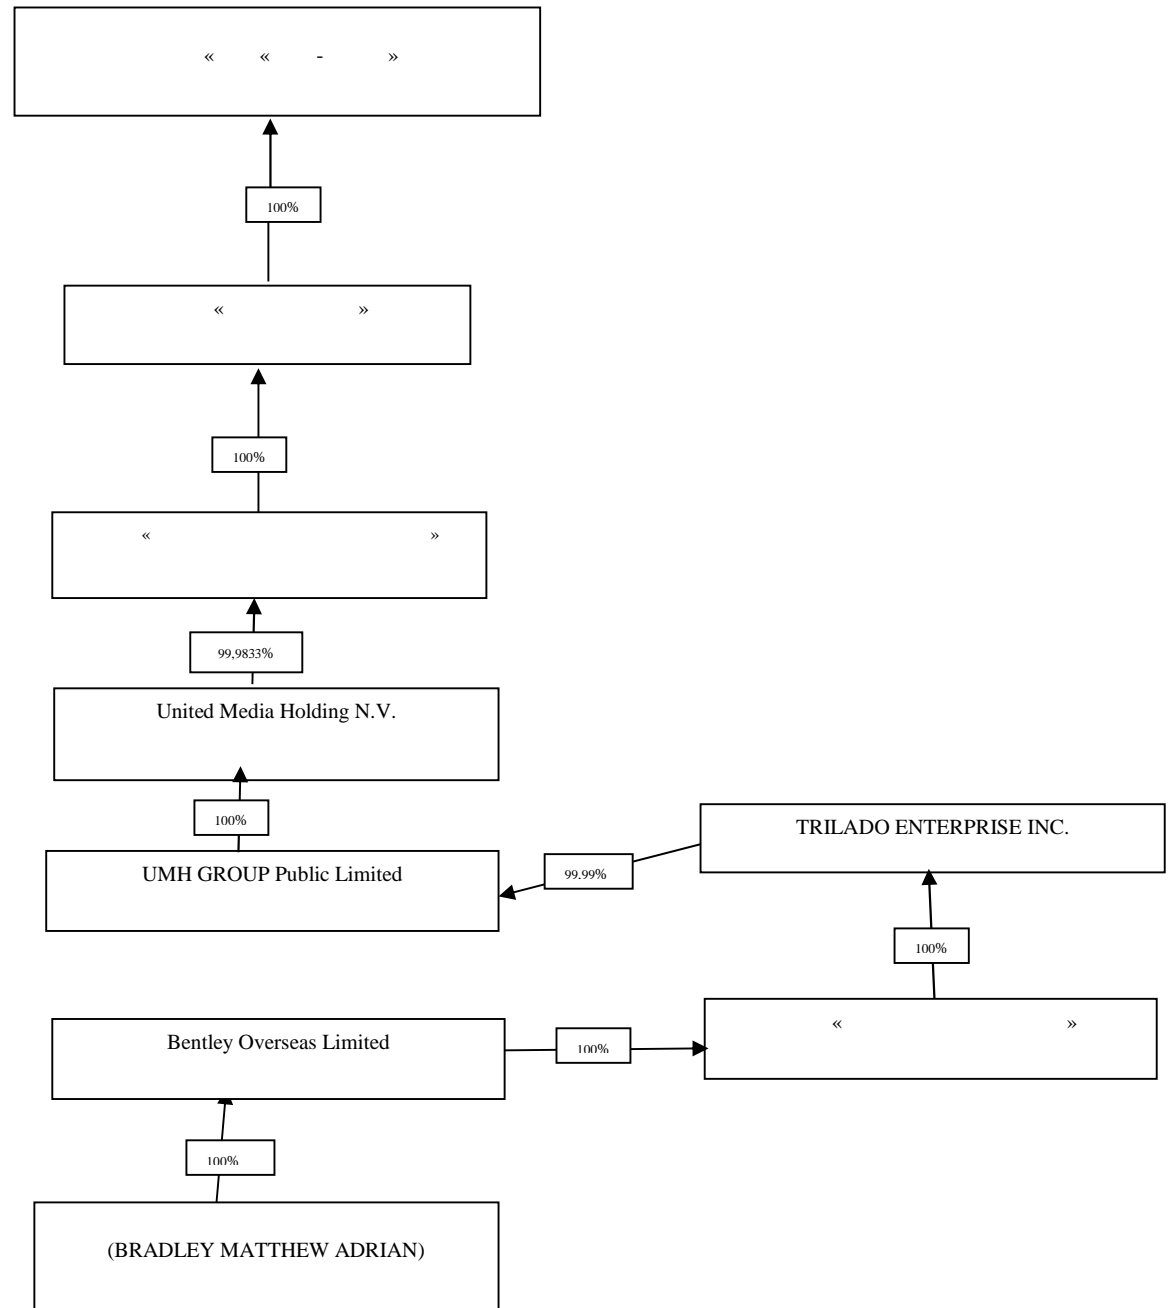 « « - »
100%
« »
100%
« »
99,9833%
United Media Holding N.V.
100%
TRILADO ENTERPRISE INC.
UMH GROUP Public Limited
99.99%
100%
« »
Bentley Overseas Limited
100%
100%
(BRADLEY MATTHEW ADRIAN)